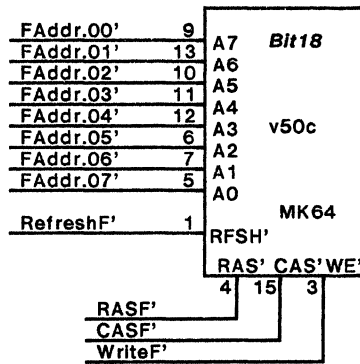 FAddr.00' 9 A7 Bit18
FAddr.01' 13 A6
FAddr.02' 10 A5
FAddr.03' 11 A4
FAddr.04' 12 A3 v50c
FAddr.05' 6 A2
FAddr.06' 7 A1
FAddr.07' 5 A0
MK64
RefreshF' 1 RFSH'
RAS' CAS' WE'
4 15 3
RASF'
CASF'
WriteF'